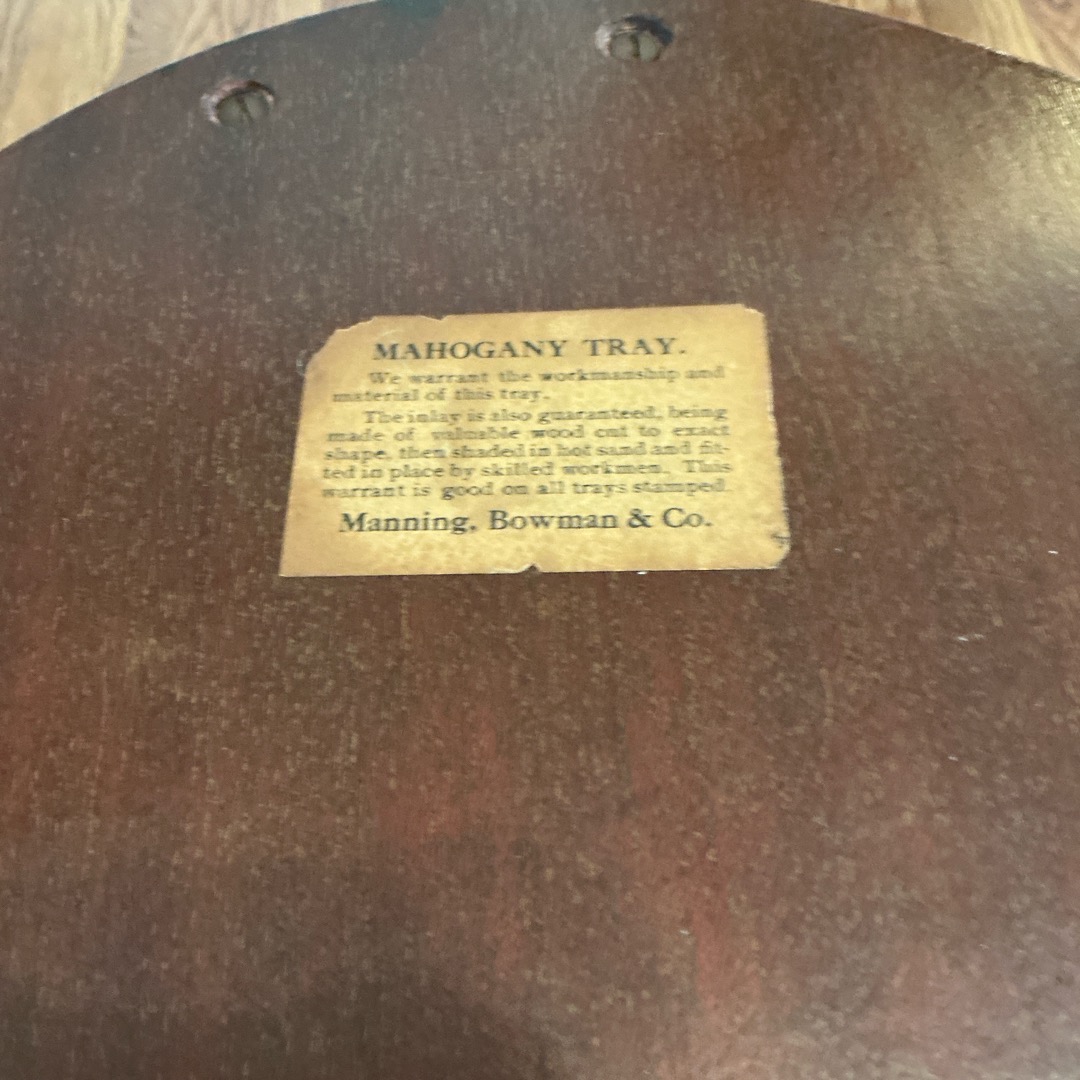 MAHOGANY TRAY.
We warrant the workmanship and
material of this tray.
The inlay is also guaranteed, being
made of valuable wood cut to exact
shape, then shaded in hot sand and fit-
ted in place by skilled workmen. This
warrant is good on all trays stamped.
Manning, Bowman & Co.